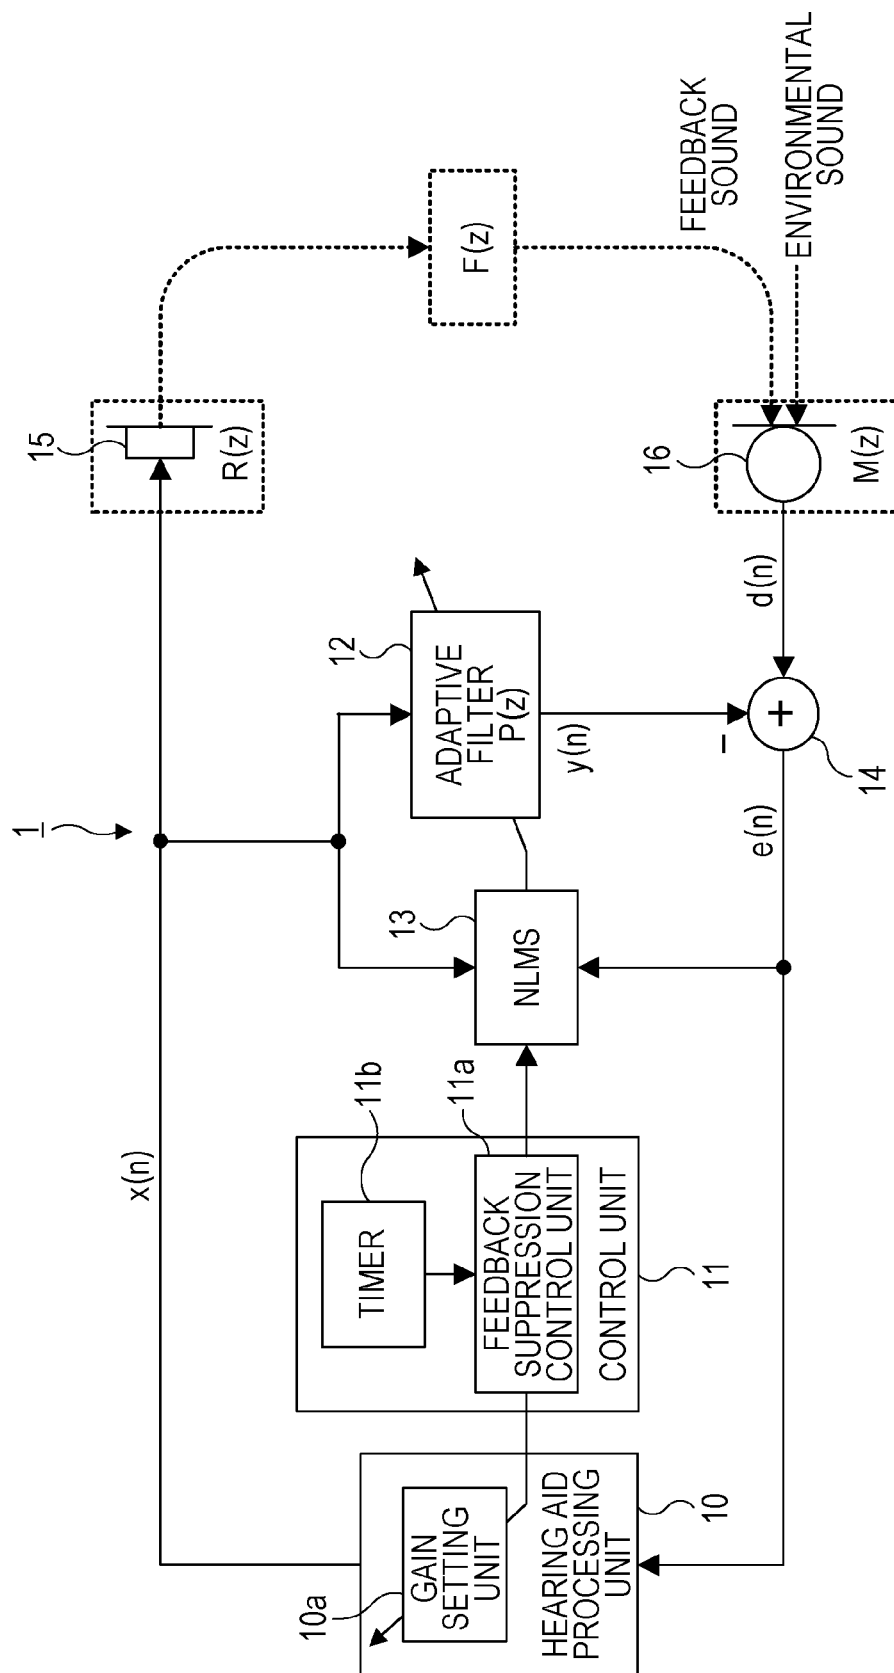 1
x(n)
15
R(z)
F(z)
FEEDBACK
SOUND
ENVIRONMENTAL
SOUND
16
M(z)
d(n)
14
e(n)
12
ADAPTIVE
FILTER
P(z)
y(n)
-
+
13
NLMS
11b
TIMER
11a
FEEDBACK
SUPPRESSION
CONTROL UNIT
CONTROL UNIT
11
10a
GAIN
SETTING
UNIT
HEARING AID
PROCESSING
UNIT
10